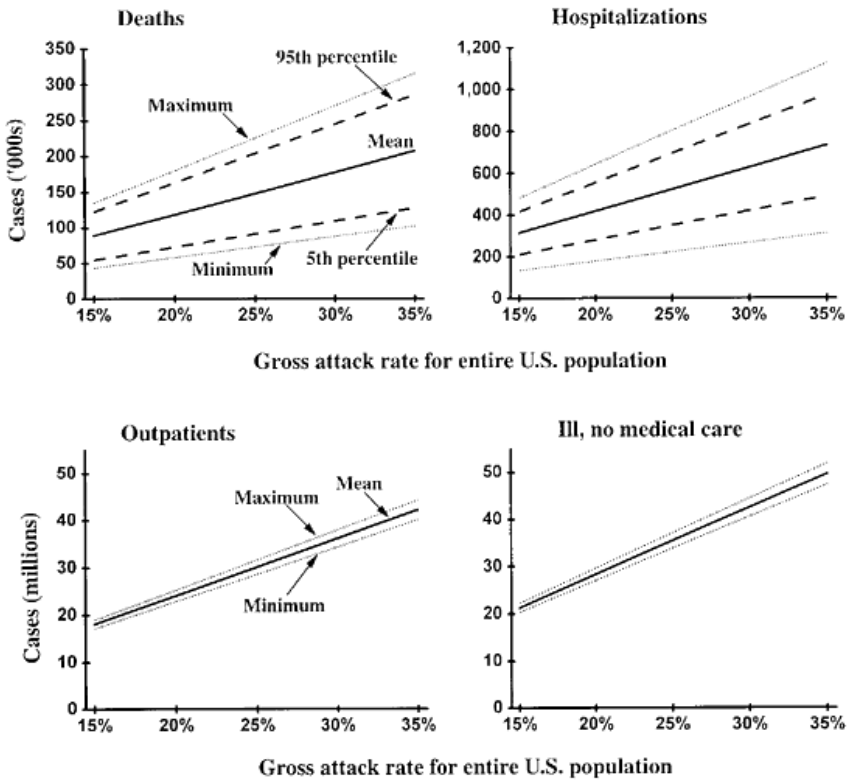 Deaths
Hospitalizations
Cases ('000s)
350
300
250
200
150
100
50
0
95th percentile
Maximum
Mean
Minimum
5th percentile
15% 20% 25% 30% 35%
1,200
1,000
800
600
400
200
0
15% 20% 25% 30% 35%
Gross attack rate for entire U.S. population
Outpatients
Ill, no medical care
Cases (millions)
50
40
30
20
10
0
Maximum
Mean
Minimum
15% 20% 25% 30% 35%
50
40
30
20
10
0
15% 20% 25% 30% 35%
Gross attack rate for entire U.S. population